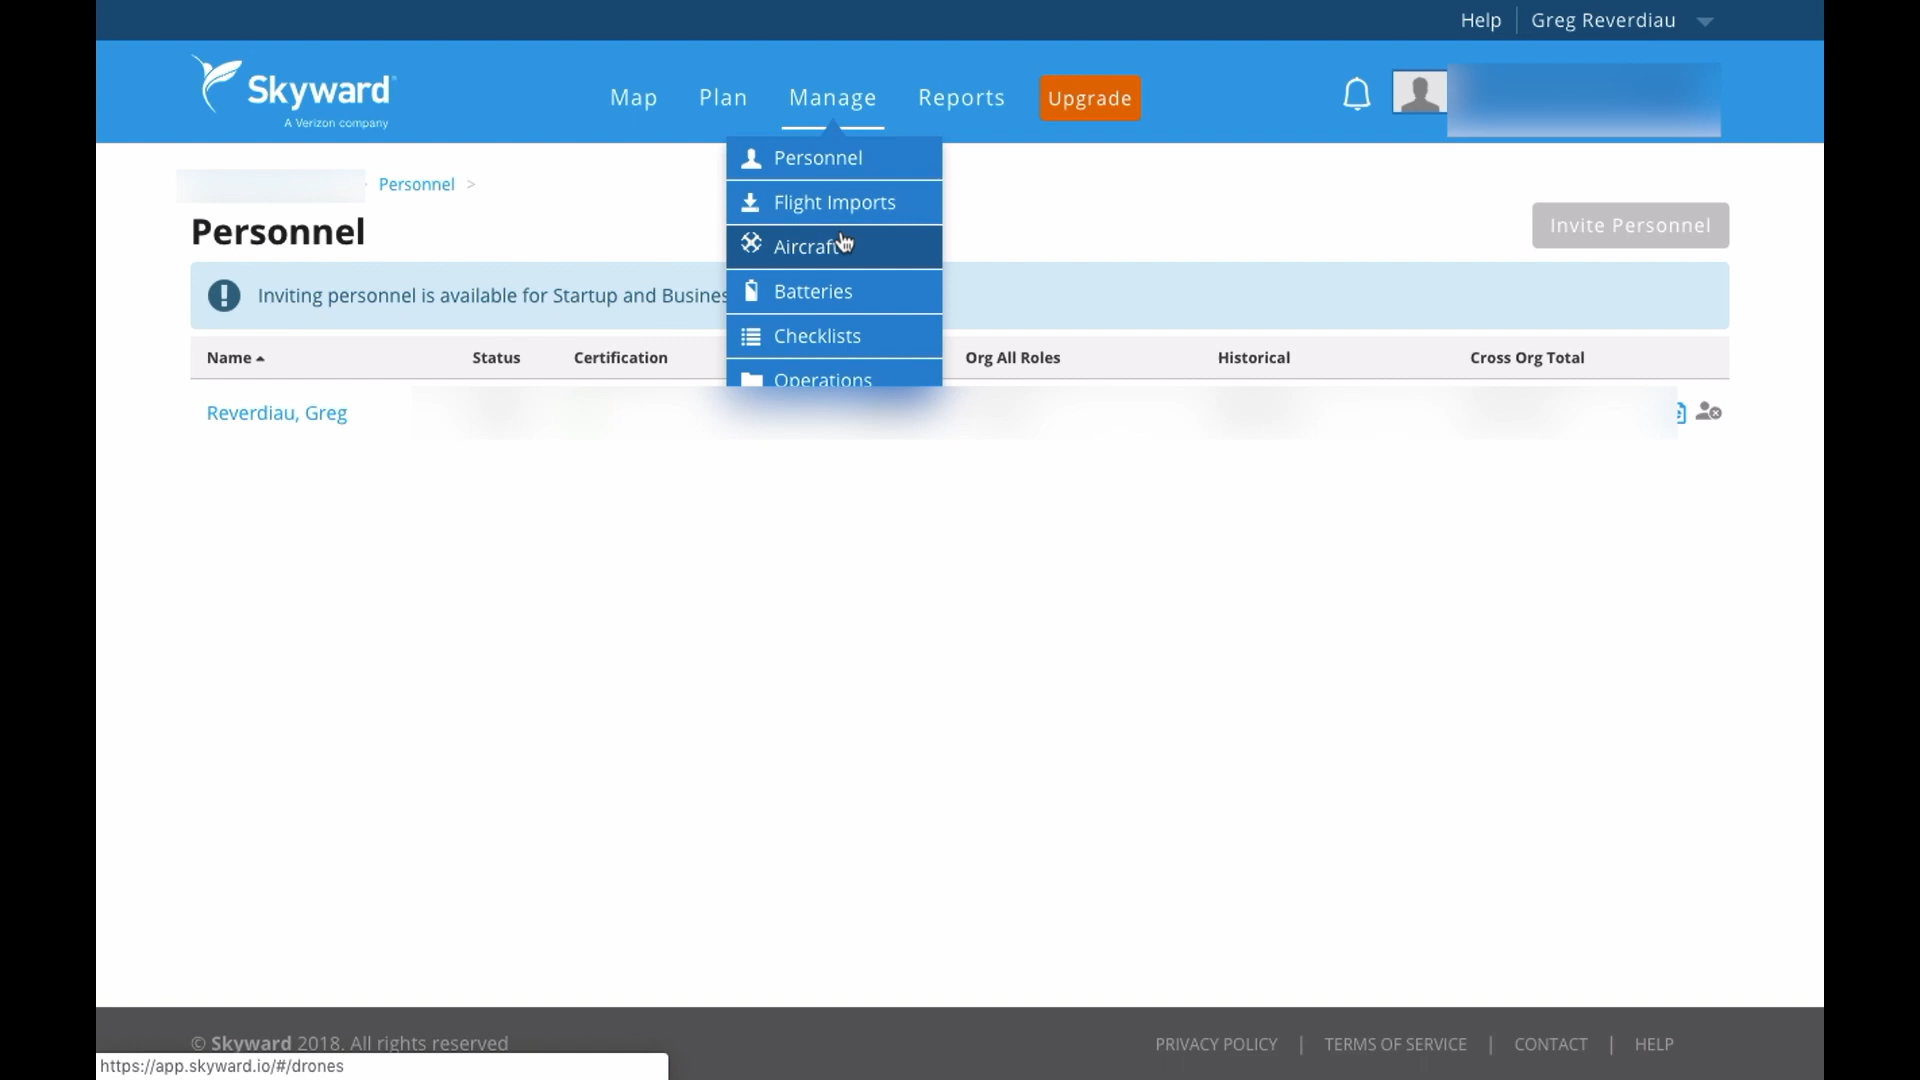 Help
Greg Reverdiau
Skyward
A Verizon company
Map
Plan
Manage
Reports
Upgrade
Personnel
Flight Imports
Aircraft
Batteries
Checklists
Operations
Personnel >
Personnel
Invite Personnel
Inviting personnel is available for Startup and
Name
Status
Certification
Org All Roles
Historical
Cross Org Total
Reverdiau, Greg
© Skyward 2018. All rights reserved
PRIVACY POLICY | TERMS OF SERVICE | CONTACT | HELP
https://app.skyward.io/#/drones